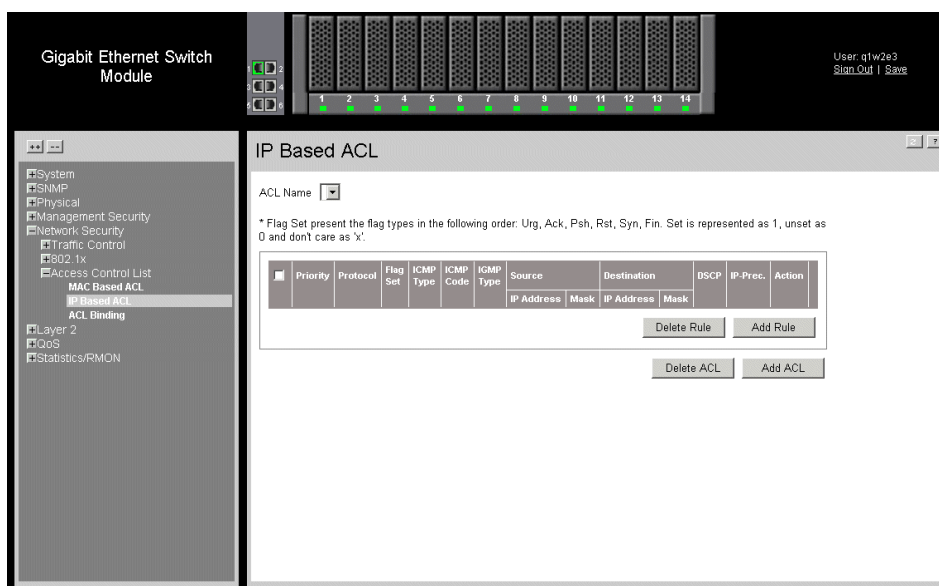 Gigabit Ethernet Switch
Module
1 2
3 4
5 6
1 2 3 4 5 6 7 8 9 10 11 12 13 14
User: q1w2e3
Sign Out | Save
++ --
System
SNMP
Physical
Management Security
Network Security
Traffic Control
802.1x
Access Control List
MAC Based ACL
IP Based ACL
ACL Binding
Layer 2
QoS
Statistics/RMON
IP Based ACL
?
ACL Name
* Flag Set present the flag types in the following order: Urg, Ack, Psh, Rst, Syn, Fin. Set is represented as 1, unset as
0 and don't care as 'x'.
Priority Protocol Flag Set ICMP Type ICMP Code IGMP Type Source Destination DSCP IP-Prec. Action
IP Address Mask IP Address Mask
Delete Rule Add Rule
Delete ACL Add ACL